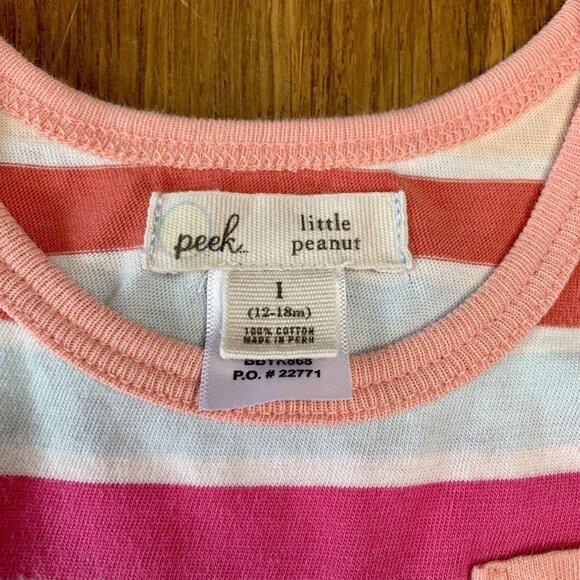 peek.. little peanut
1
(12-18m)
100% COTTON
MADE IN PERU
P.O. # 22771